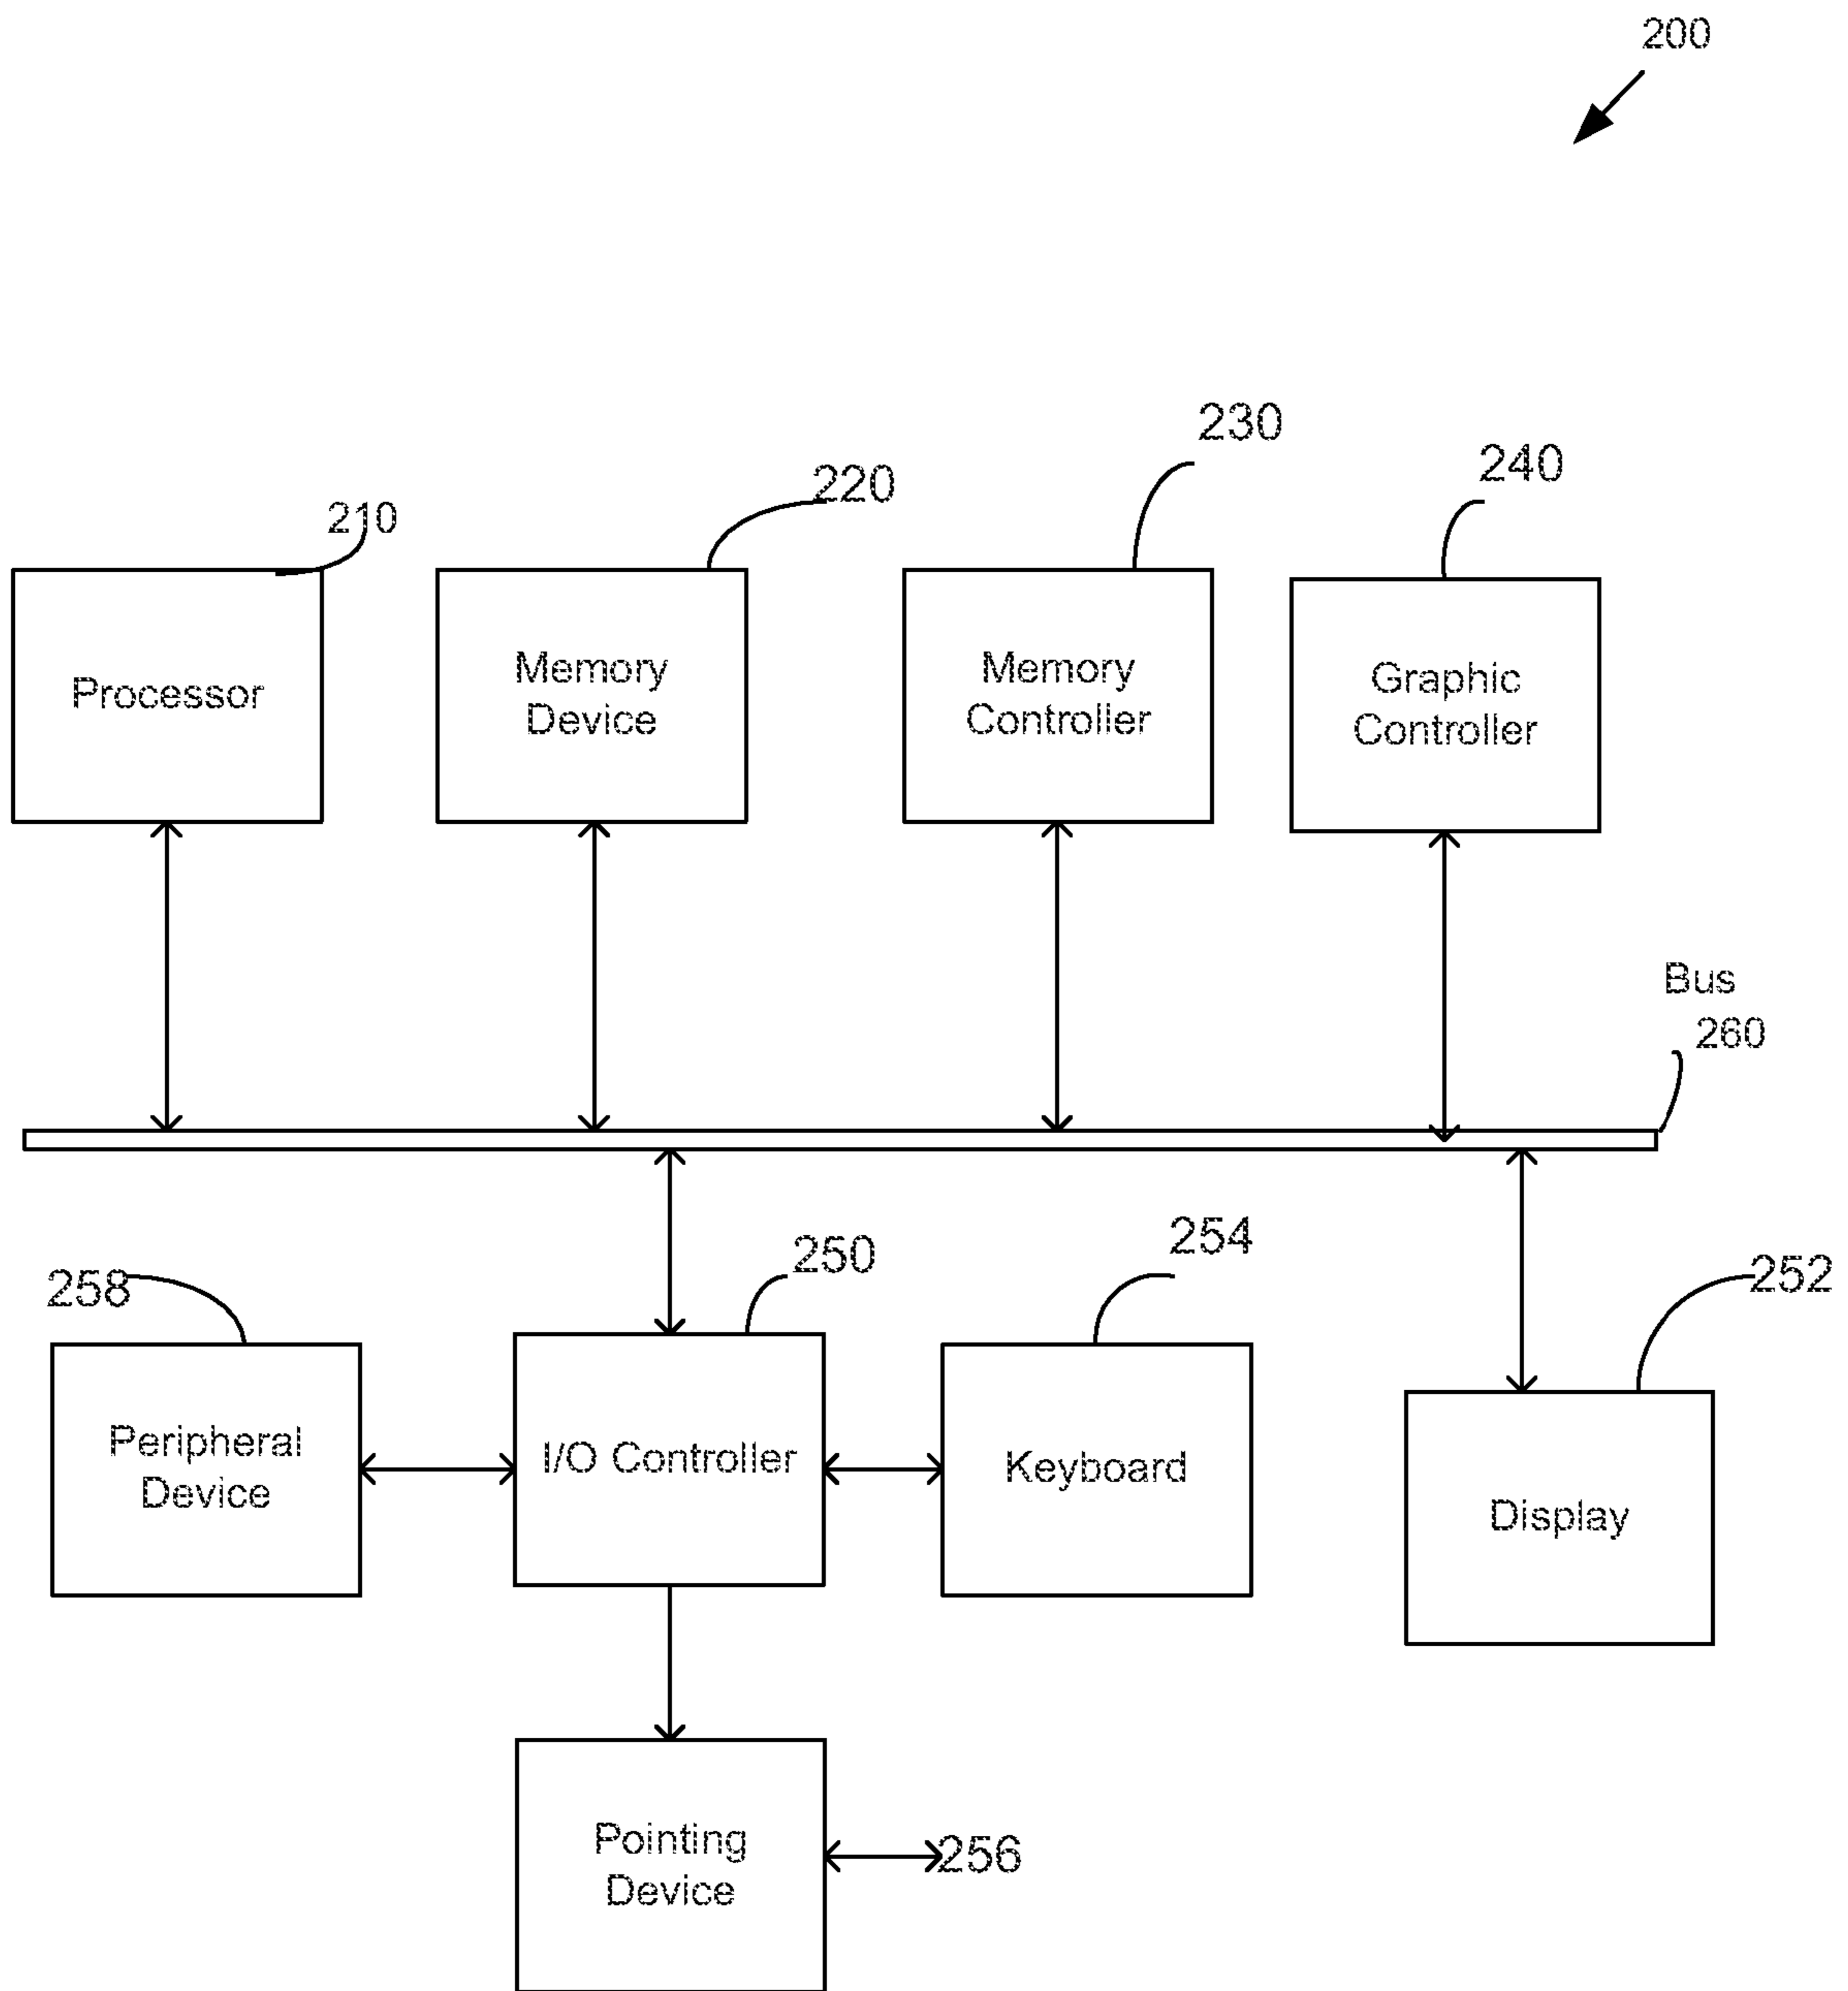 200
230
240
220
210
Processor
Memory
Device
Memory
Controller
Graphic
Controller
Bus
260
254
250
252
258
Peripheral
Device
I/O Controller
Keyboard
Display
Pointing
Device
256